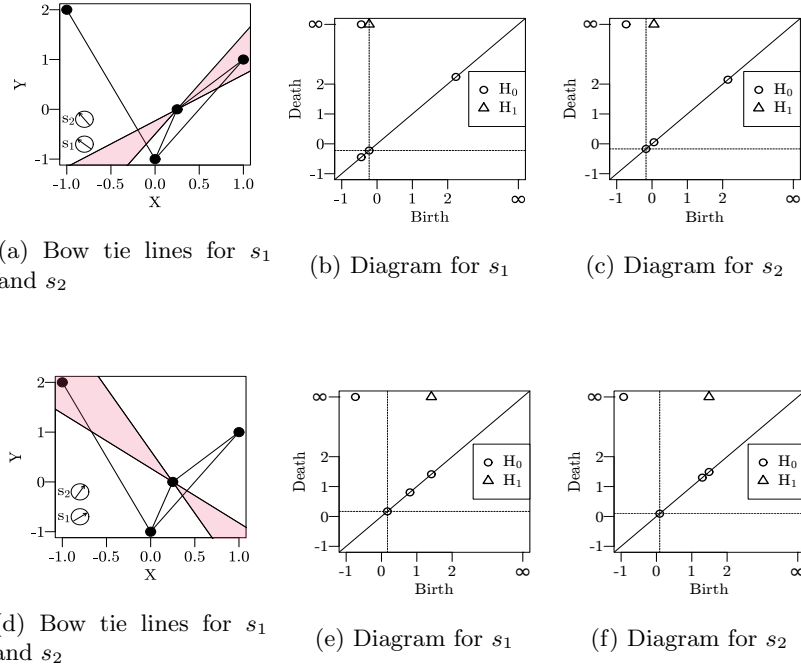 2
1
0
-1
Y
s2
s1
-1.0 -0.5 0.0 0.5 1.0
X
(a) Bow tie lines for s1
and s2
∞
2
1
0
-1
Death
H0
H1
-1 0 1 2 ∞
Birth
(b) Diagram for s1
∞
2
1
0
-1
Death
H0
H1
-1 0 1 2 ∞
Birth
(c) Diagram for s2
2
1
0
-1
Y
s2
s1
-1.0 -0.5 0.0 0.5 1.0
X
(d) Bow tie lines for s1
and s2
∞
2
1
0
-1
Death
H0
H1
-1 0 1 2 ∞
Birth
(e) Diagram for s1
∞
2
1
0
-1
Death
H0
H1
-1 0 1 2 ∞
Birth
(f) Diagram for s2